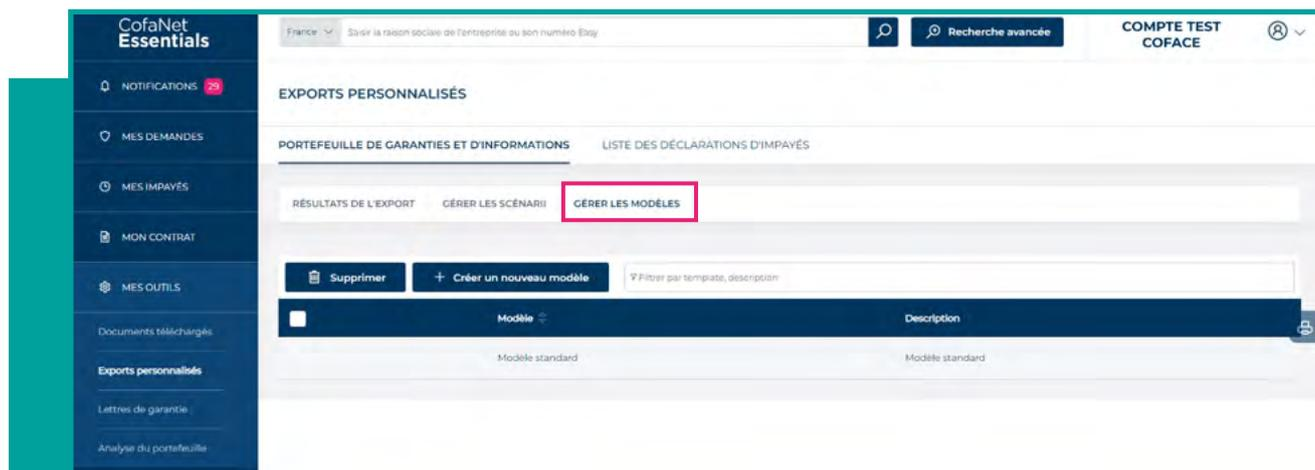 CofaNet
Essentials
France
Saisir la raison sociale de l'entreprise ou son numéro Easy
Recherche avancée
COMPTE TEST
COFACE
NOTIFICATIONS 29
MES DEMANDES
MES IMPAYÉS
MON CONTRAT
MES OUTILS
Documents téléchargés
Exports personnalisés
Lettres de garantie
Analyse du portefeuille
EXPORTS PERSONNALISÉS
PORTEFEUILLE DE GARANTIES ET D'INFORMATIONS LISTE DES DÉCLARATIONS D'IMPAYÉS
RÉSULTATS DE L'EXPORT GÉRER LES SCÉNARII GÉRER LES MODÈLES
Supprimer + Créer un nouveau modèle Filtrer par template, description
Modèle Description
Modèle standard Modèle standard